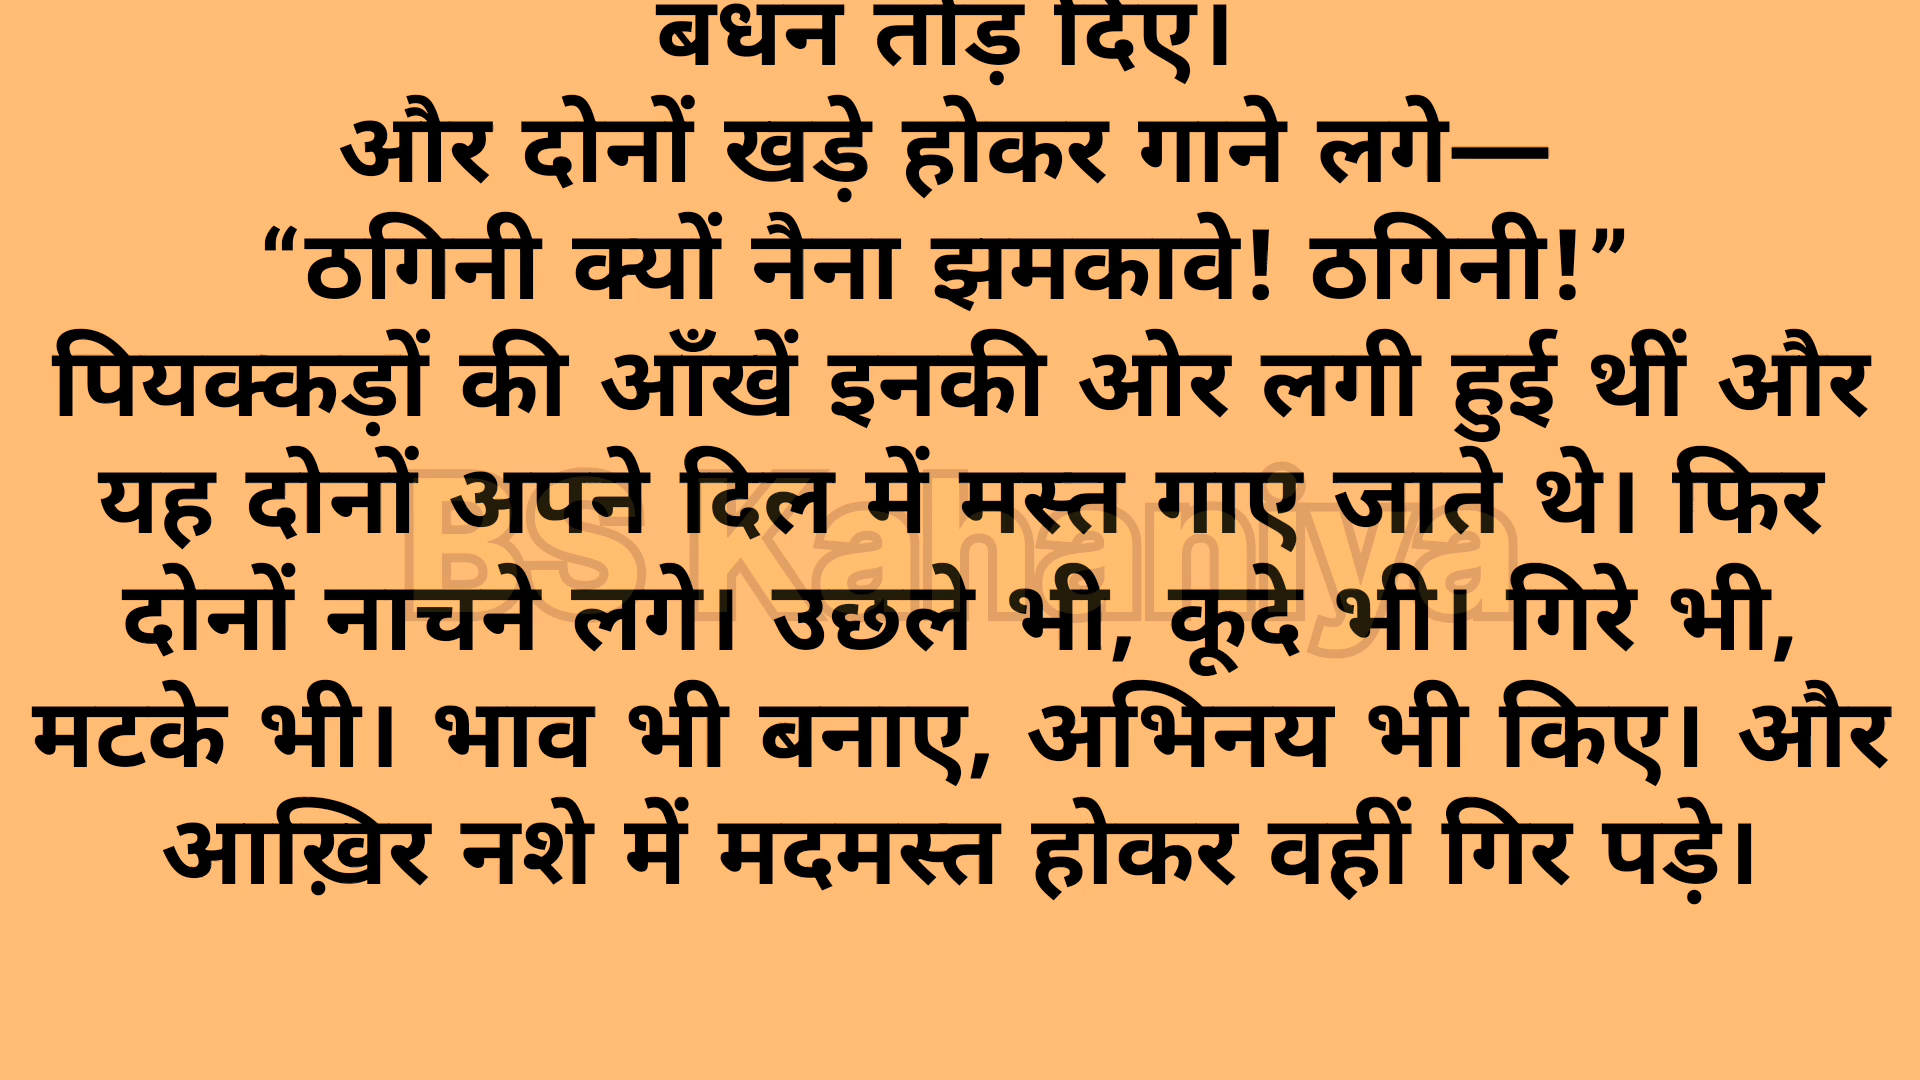 बंधन तोड़ दिए।
और दोनों खड़े होकर गाने लगे—
“ठगिनी क्यों नैना झमकावे! ठगिनी!”
पियक्कड़ों की आँखें इनकी ओर लगी हुई थीं और
यह दोनों अपने दिल में मस्त गाए जाते थे। फिर
BS Kahaniya
दोनों नाचने लगे। उछले भी, कूदे भी। गिरे भी,
मटके भी। भाव भी बनाए, अभिनय भी किए। और
आख़िर नशे में मदमस्त होकर वहीं गिर पड़े।